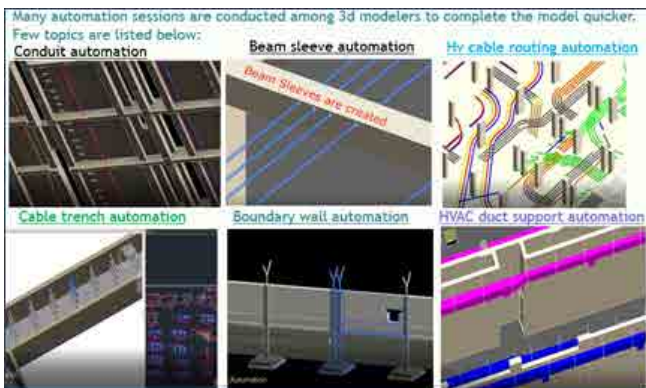 Many automation sessions are conducted among 3d modelers to complete the model quicker.
Few topics are listed below:
Conduit automation
Beam sleeve automation
Hv cable routing automation
Beam Sleeves are created
Cable trench automation
Boundary wall automation
HVAC duct support automation
Automation